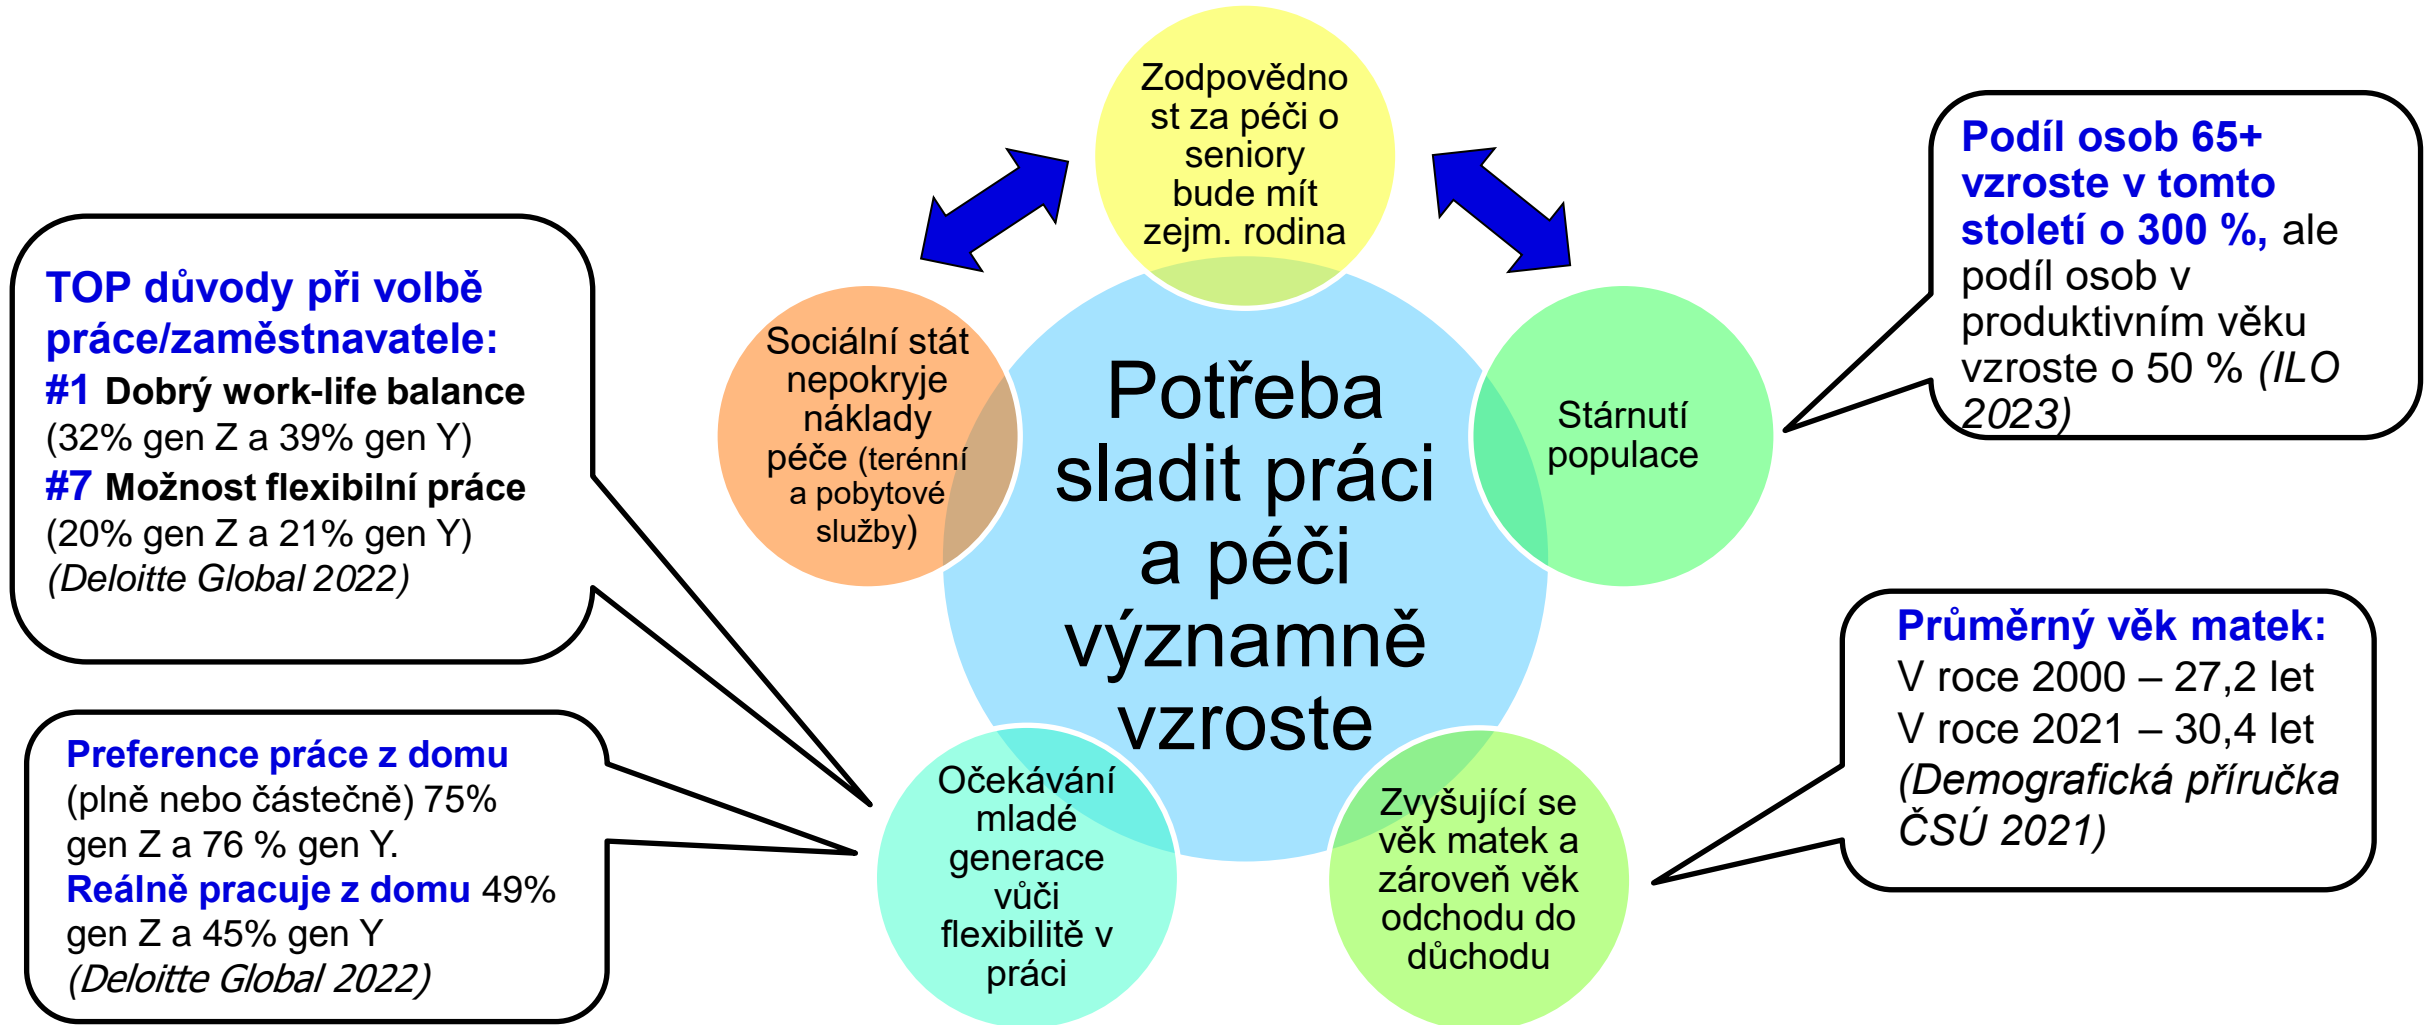 Zodpovědno
st za péči o
seniory
bude mít
zejm. rodina
Podíl osob 65+
vzroste v tomto
století o 300 %, ale
podíl osob v
produktivním věku
vzroste o 50 % (ILO
2023)
TOP důvody při volbě
práce/zaměstnavatele:
#1 Dobrý work-life balance
(32% gen Z a 39% gen Y)
#7 Možnost flexibilní práce
(20% gen Z a 21% gen Y)
(Deloitte Global 2022)
Sociální stát
nepokryje
náklady
péče (terénní
a pobytové
služby)
Potřeba
sladit práci
a péči
významně
vzroste
Stárnutí
populace
Průměrný věk matek:
V roce 2000 – 27,2 let
V roce 2021 – 30,4 let
(Demografická příručka
ČSÚ 2021)
Preference práce z domu
(plně nebo částečně) 75%
gen Z a 76 % gen Y.
Reálně pracuje z domu 49%
gen Z a 45% gen Y
(Deloitte Global 2022)
Očekávání
mladé
generace
vůči
flexibilitě v
práci
Zvyšující se
věk matek a
zároveň věk
odchodu do
důchodu